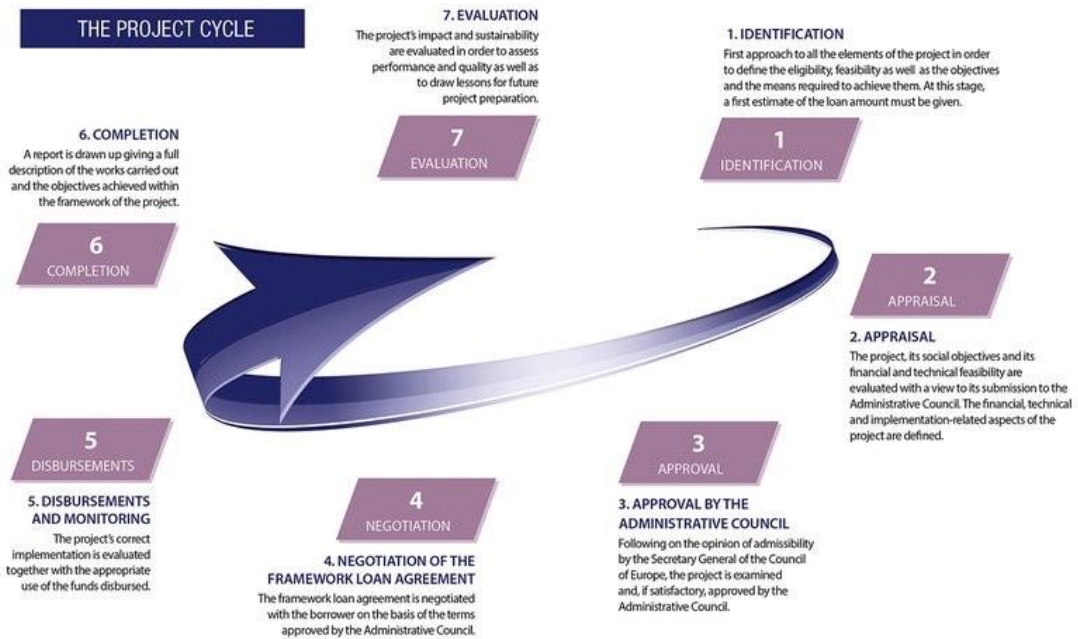 THE PROJECT CYCLE
1. IDENTIFICATION
First approach to all the elements of the project in order
to define the eligibility, feasibility as well as the objectives
and the means required to achieve them. At this stage,
a first estimate of the loan amount must be given.
1
IDENTIFICATION
2
APPRAISAL
2. APPRAISAL
The project, its social objectives and its
financial and technical feasibility are
evaluated with a view to its submission to the
Administrative Council. The financial, technical
and implementation-related aspects of the
project are defined.
3
APPROVAL
3. APPROVAL BY THE
ADMINISTRATIVE COUNCIL
Following on the opinion of admissibility
by the Secretary General of the Council
of Europe, the project is examined
and, if satisfactory, approved by the
Administrative Council.
4
NEGOTIATION
4. NEGOTIATION OF THE
FRAMEWORK LOAN AGREEMENT
The framework loan agreement is negotiated
with the borrower on the basis of the terms
approved by the Administrative Council.
5
DISBURSEMENTS
5. DISBURSEMENTS
AND MONITORING
The project's correct
implementation is evaluated
together with the appropriate
use of the funds disbursed.
6. COMPLETION
A report is drawn up giving a full
description of the works carried out
and the objectives achieved within
the framework of the project.
6
COMPLETION
7. EVALUATION
The project's impact and sustainability
are evaluated in order to assess
performance and quality as well as
to draw lessons for future
project preparation.
7
EVALUATION